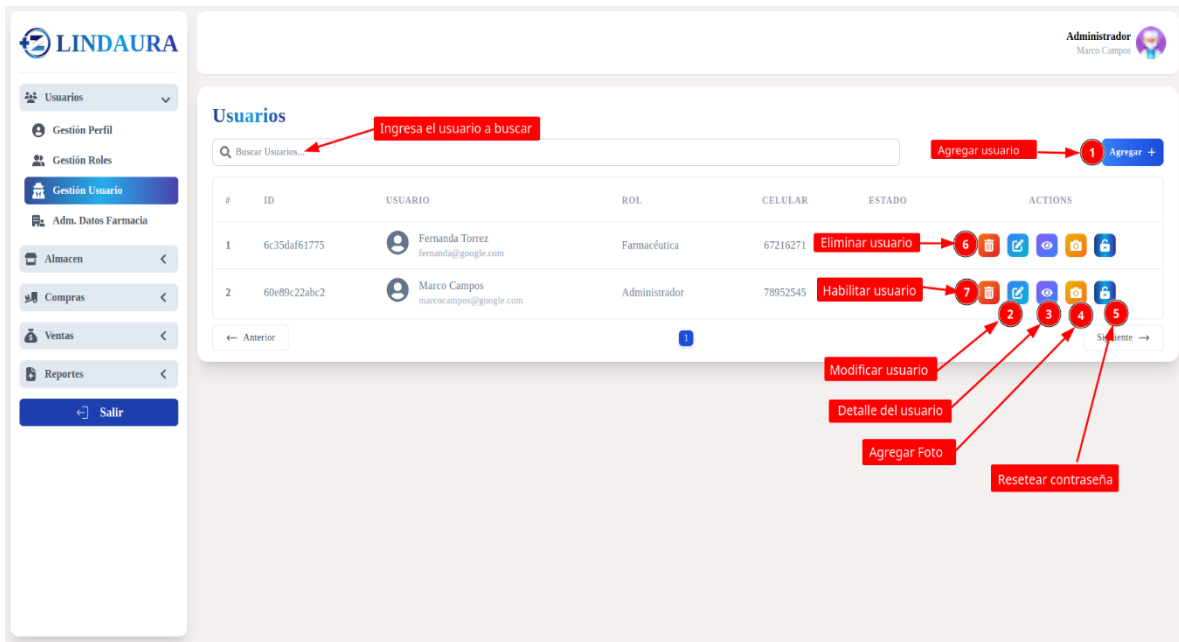 LINDAURA
Administrador
Marco Campos
Usuarios
Gestión Perfil
Gestión Roles
Gestión Usuario
Adm. Datos Farmacia
Almacen
Compras
Ventas
Reportes
Salir
Usuarios
Ingresa el usuario a buscar
Buscar Usuarios...
Agregar usuario
1
Agregar +
# ID USUARIO ROL CELULAR ESTADO ACTIONS
1 6c35daf61775 Fernanda Torrez Farmacéutica 67216271 Eliminar usuario 6
fernanda@google.com
2 60e89c22abc2 Marco Campos Administrador 78952545 Habilitar usuario 7
marcocampos@google.com
2 3 4 5
← Anterior 1 Siguiente →
Modificar usuario
Detalle del usuario
Agregar Foto
Resetear contraseña